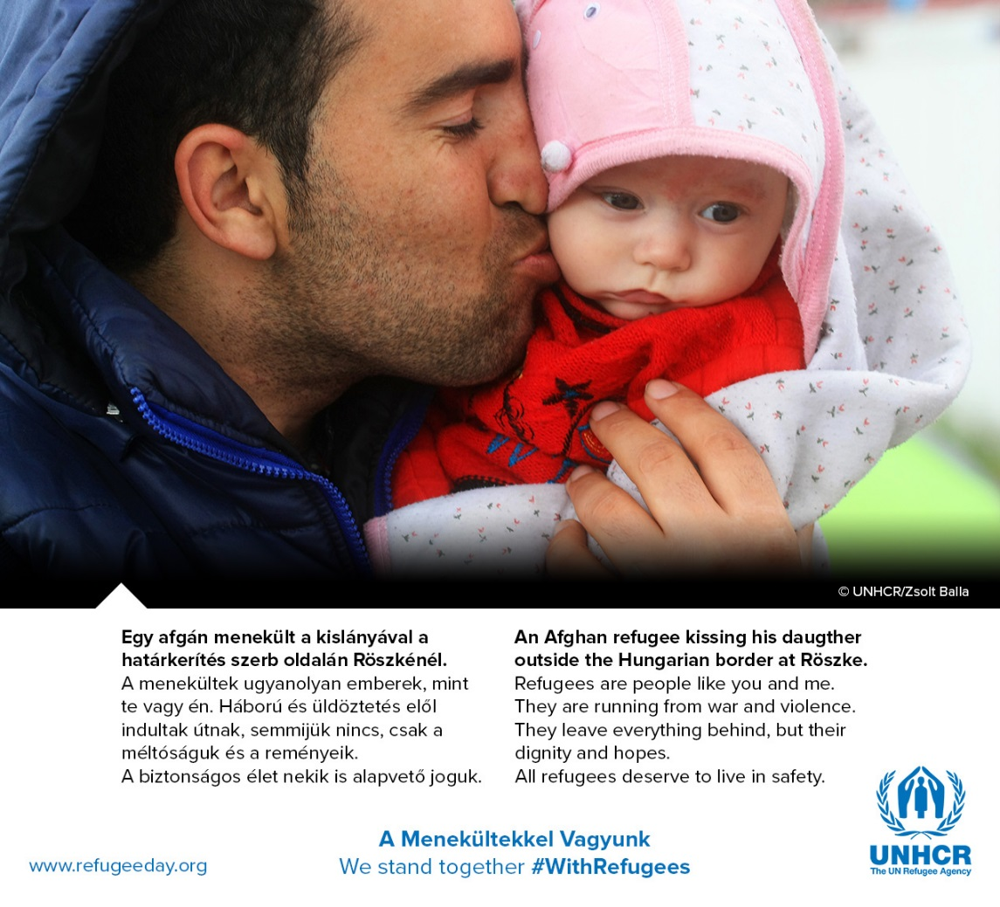 © UNHCR/Zsolt Balla
Egy afgán menekült a kislányával a
határkerítés szerb oldalán Röszkénél.
A menekültek ugyanolyan emberek, mint
te vagy én. Háború és üldöztetés elől
indultak útnak, semmijük nincs, csak a
méltóságuk és a reményeik.
A biztonságos élet nekik is alapvető joguk.
An Afghan refugee kissing his daugther
outside the Hungarian border at Röszke.
Refugees are people like you and me.
They are running from war and violence.
They leave everything behind, but their
dignity and hopes.
All refugees deserve to live in safety.
A Menekültekkel Vagyunk
We stand together #WithRefugees
www.refugeeday.org
UNHCR
The UN Refugee Agency